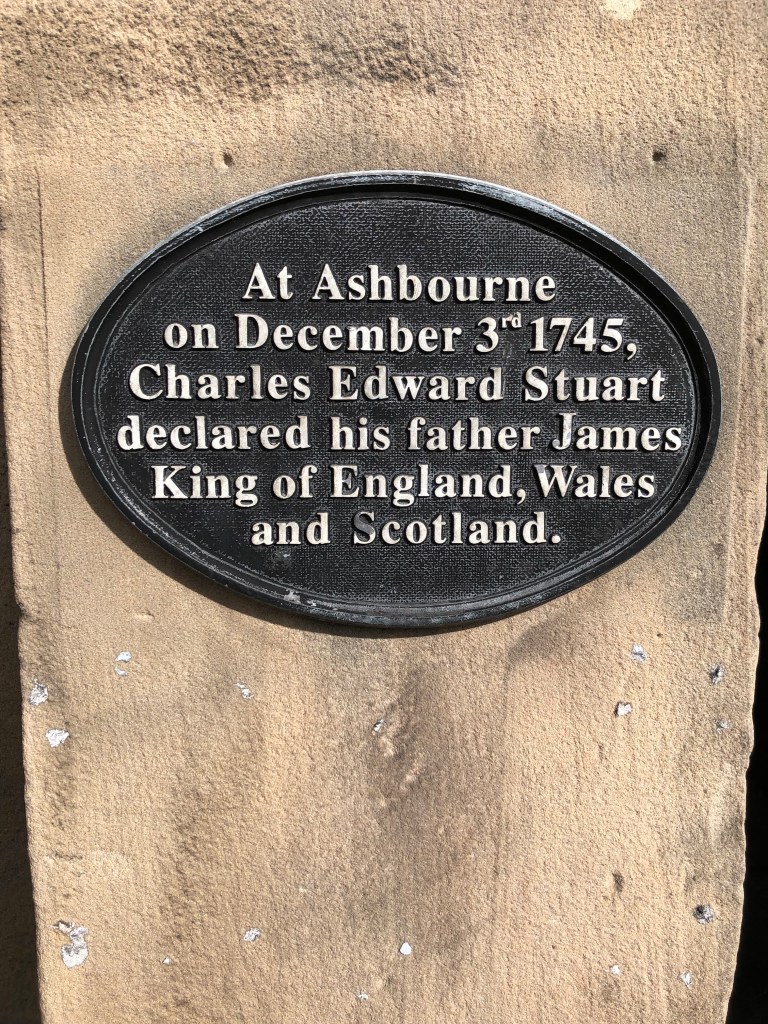 At Ashbourne
on December 3rd 1745,
Charles Edward Stuart
declared his father James
King of England, Wales
and Scotland.